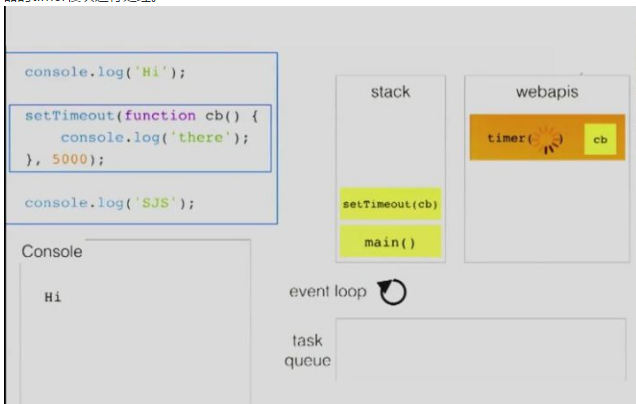 console.log('Hi');
setTimeout(function cb() {
console.log('there');
}, 5000);
console.log('SJS');
stack
webapis
timer( )
cb
setTimeout(cb)
main()
Console
Hi
event loop
task
queue